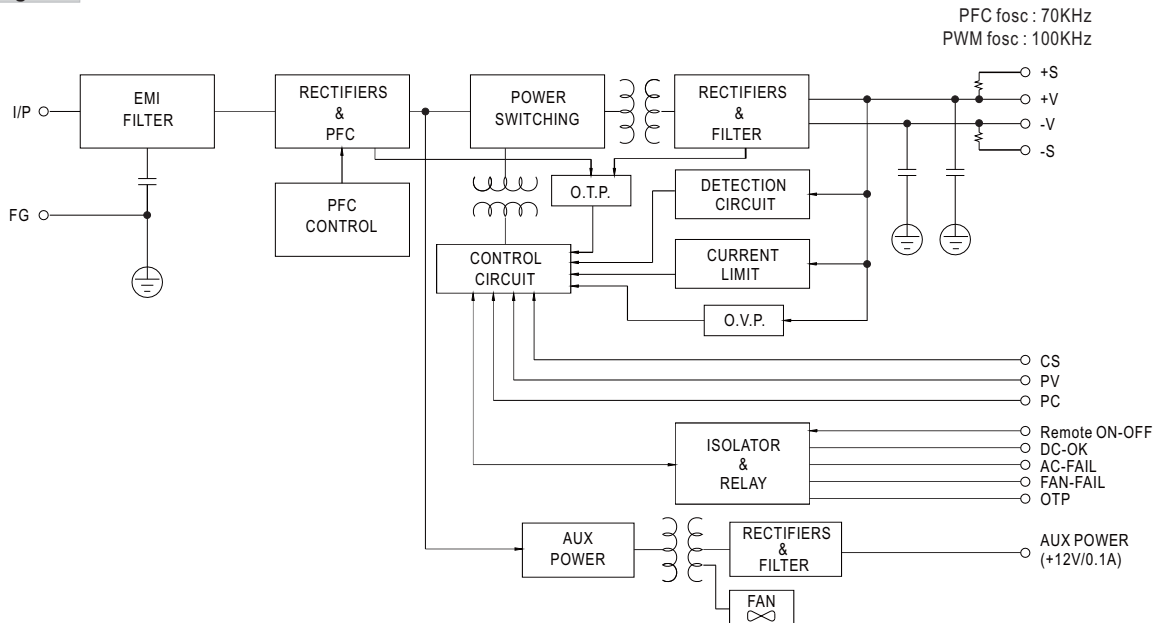 PFC fosc : 70KHz
PWM fosc : 100KHz
I/P
EMI
FILTER
RECTIFIERS
&
PFC
POWER
SWITCHING
RECTIFIERS
&
FILTER
+S
+V
-V
-S
FG
PFC
CONTROL
O.T.P.
DETECTION
CIRCUIT
CONTROL
CIRCUIT
CURRENT
LIMIT
O.V.P.
CS
PV
PC
ISOLATOR
&
RELAY
Remote ON-OFF
DC-OK
AC-FAIL
FAN-FAIL
OTP
AUX
POWER
RECTIFIERS
&
FILTER
AUX POWER
(+12V/0.1A)
FAN